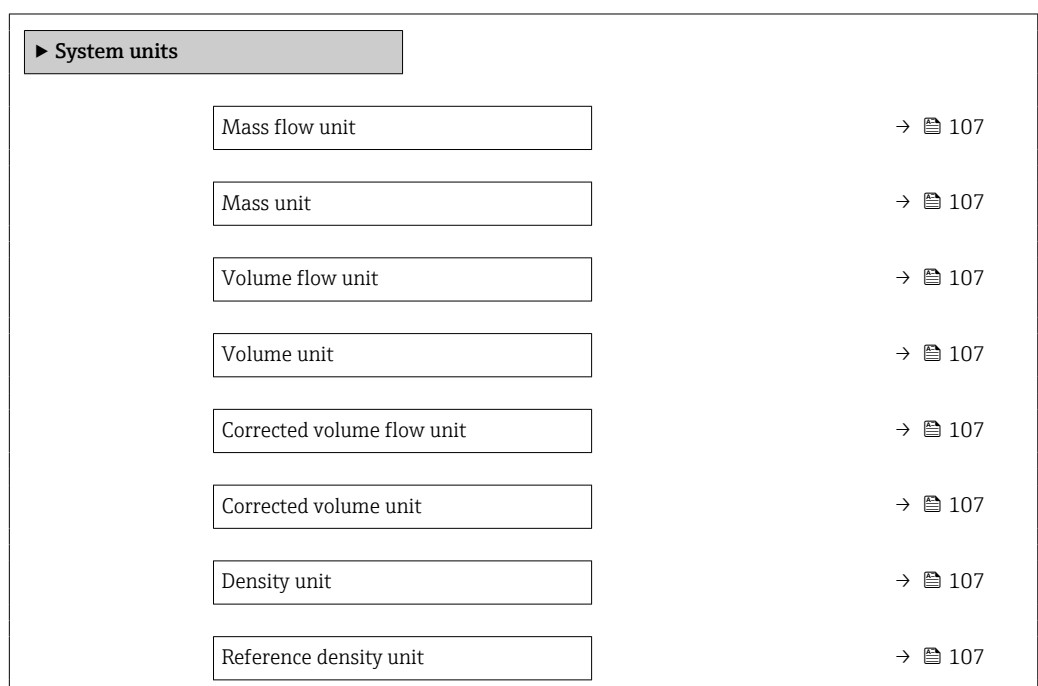 ▶ System units
Mass flow unit → 🖹 107
Mass unit → 🖹 107
Volume flow unit → 🖹 107
Volume unit → 🖹 107
Corrected volume flow unit → 🖹 107
Corrected volume unit → 🖹 107
Density unit → 🖹 107
Reference density unit → 🖹 107